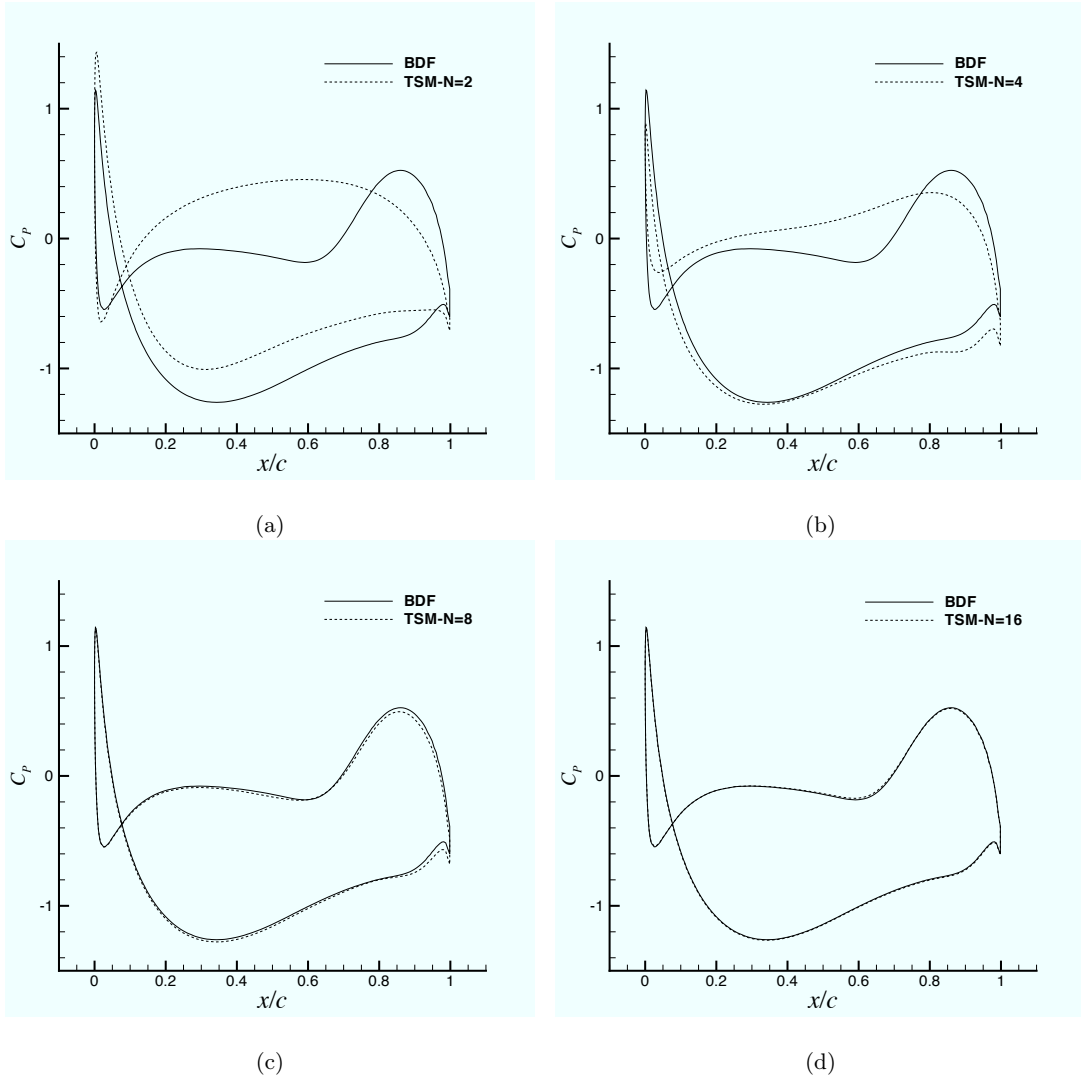 BDF
TSM-N=2
1
0
-1
C_P
0 0.2 0.4 0.6 0.8 1
x/c
(a)
BDF
TSM-N=4
1
0
-1
C_P
0 0.2 0.4 0.6 0.8 1
x/c
(b)
BDF
TSM-N=8
1
0
-1
C_P
0 0.2 0.4 0.6 0.8 1
x/c
(c)
BDF
TSM-N=16
1
0
-1
C_P
0 0.2 0.4 0.6 0.8 1
x/c
(d)